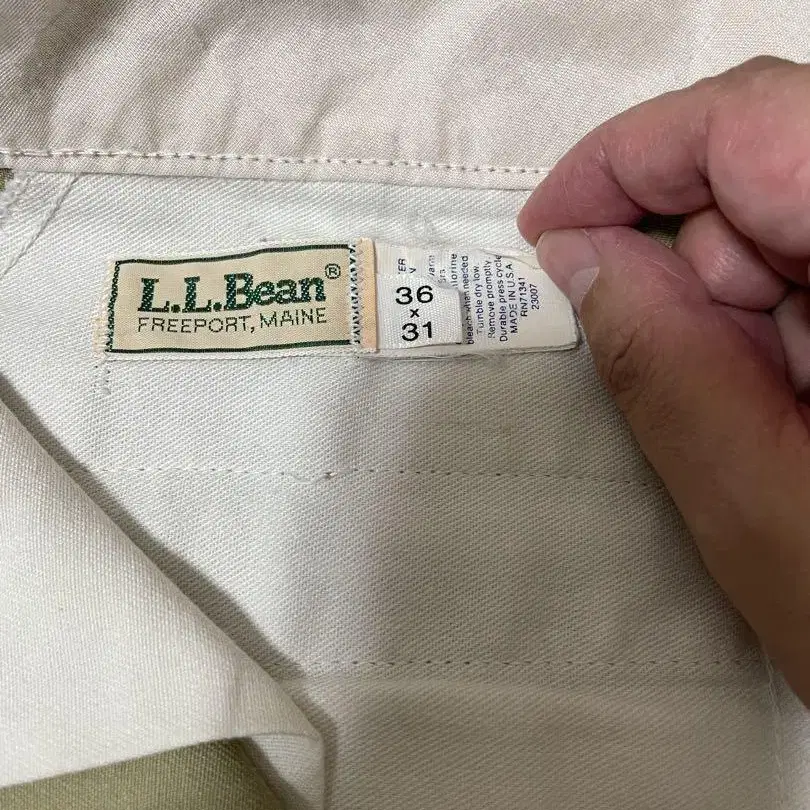 L.L.Bean®
FREEPORT, MAINE
36
x
31
chlorine
bleach when needed.
Tumble dry low.
Remove promptly.
Durable press cycle
MADE IN U.S.A.
RN71341
23007